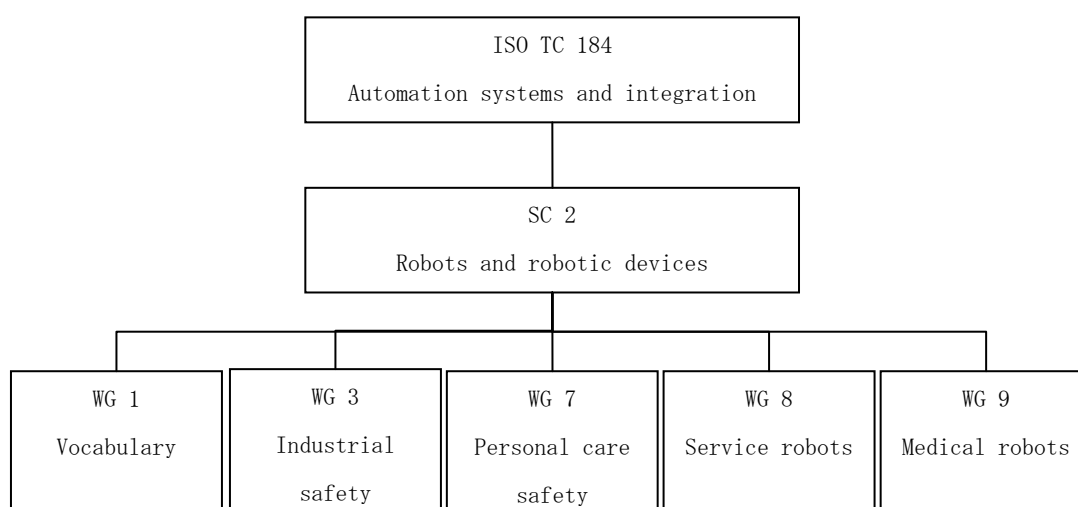 ISO TC 184
Automation systems and integration
SC 2
Robots and robotic devices
WG 1
Vocabulary
WG 3
Industrial
safety
WG 7
Personal care
safety
WG 8
Service robots
WG 9
Medical robots